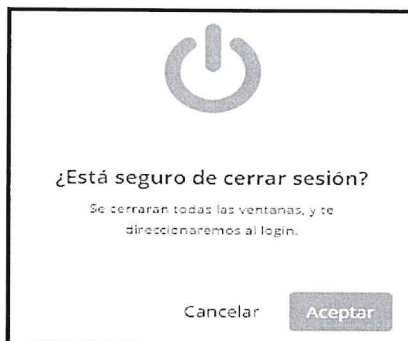 ¿Está seguro de cerrar sesión?
Se cerraran todas las ventanas, y te
direccionaremos al login.
Cancelar Aceptar